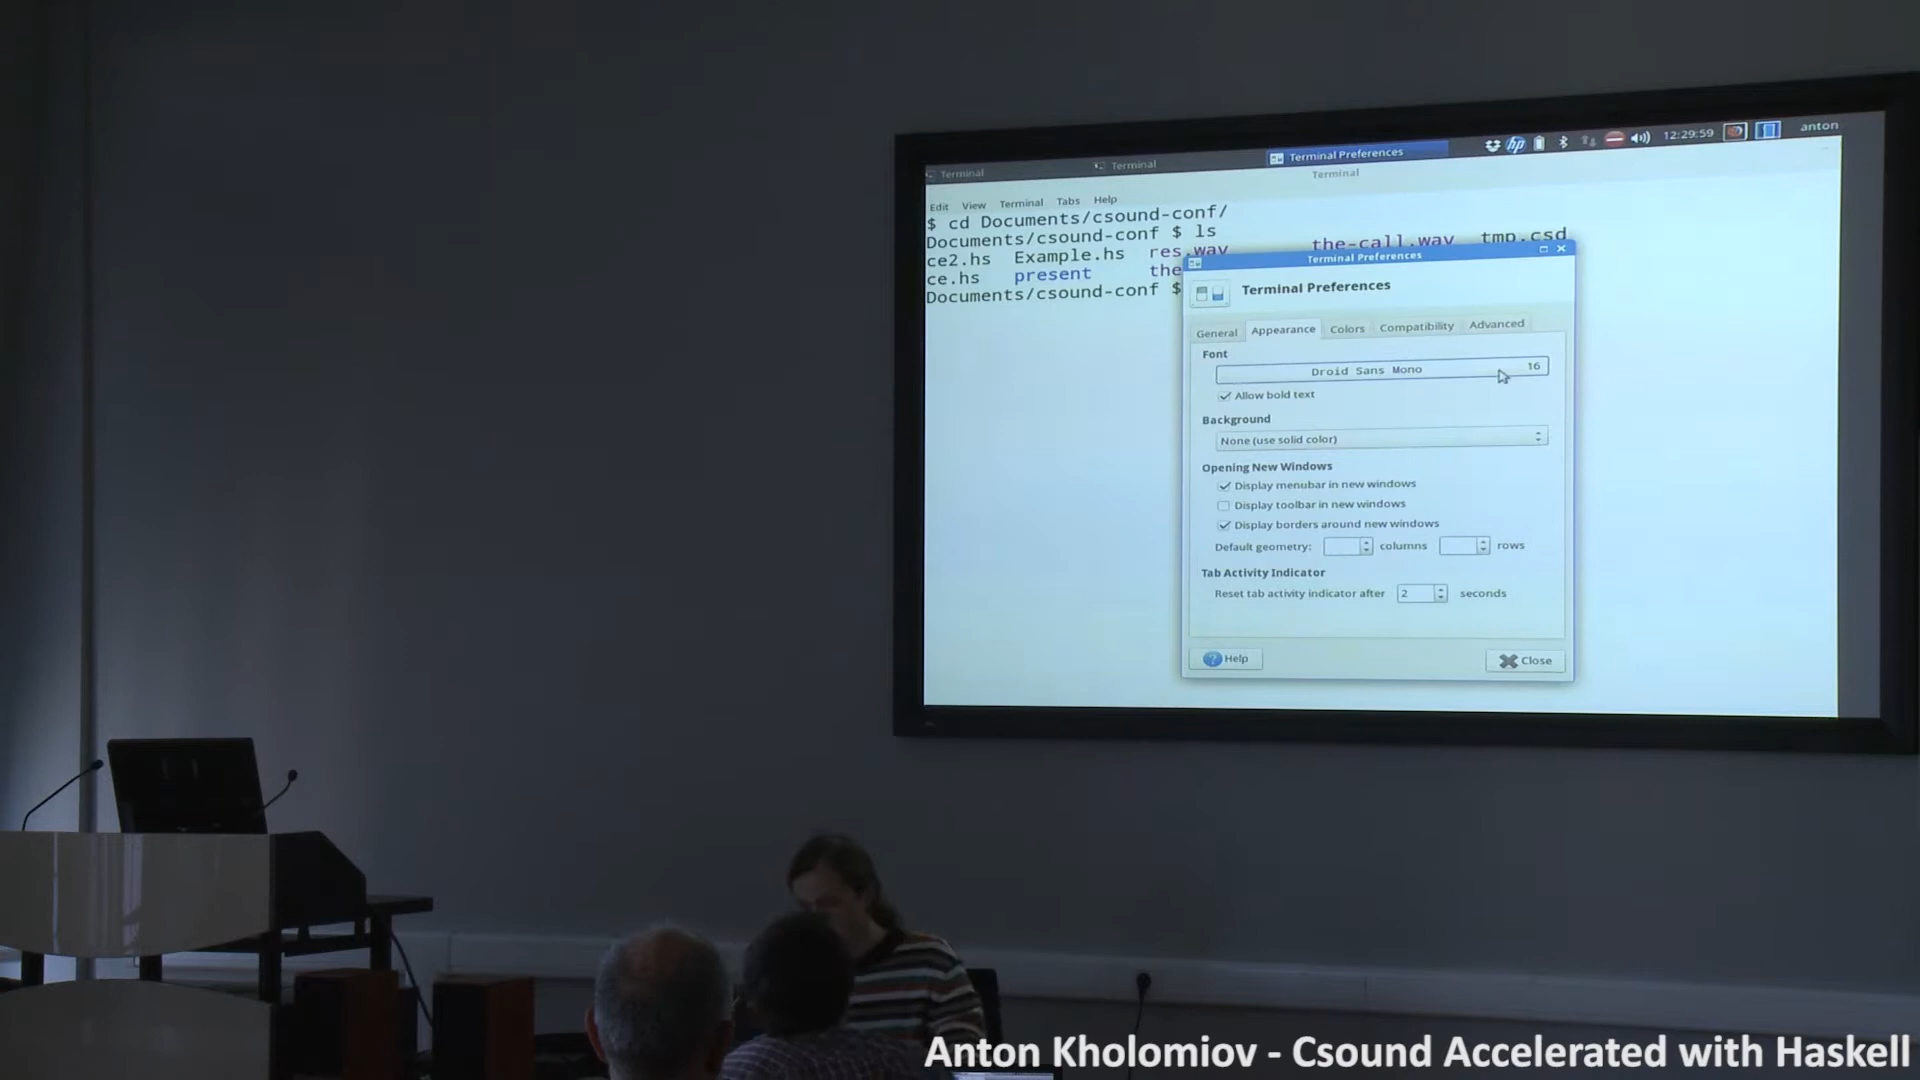 Terminal
Terminal
Terminal Preferences
hp
12:29:59
anton
Terminal
Edit View Terminal Tabs Help
$ cd Documents/csound-conf/
Documents/csound-conf $ ls
ce2.hs Example.hs res.wav the-call.wav tmp.csd
ce.hs present the
Documents/csound-conf $
Terminal Preferences
Terminal Preferences
General Appearance Colors Compatibility Advanced
Font
Droid Sans Mono 16
Allow bold text
Background
None (use solid color)
Opening New Windows
Display menubar in new windows
Display toolbar in new windows
Display borders around new windows
Default geometry: columns rows
Tab Activity Indicator
Reset tab activity indicator after 2 seconds
Help Close
Anton Kholomiov - Csound Accelerated with Haskell